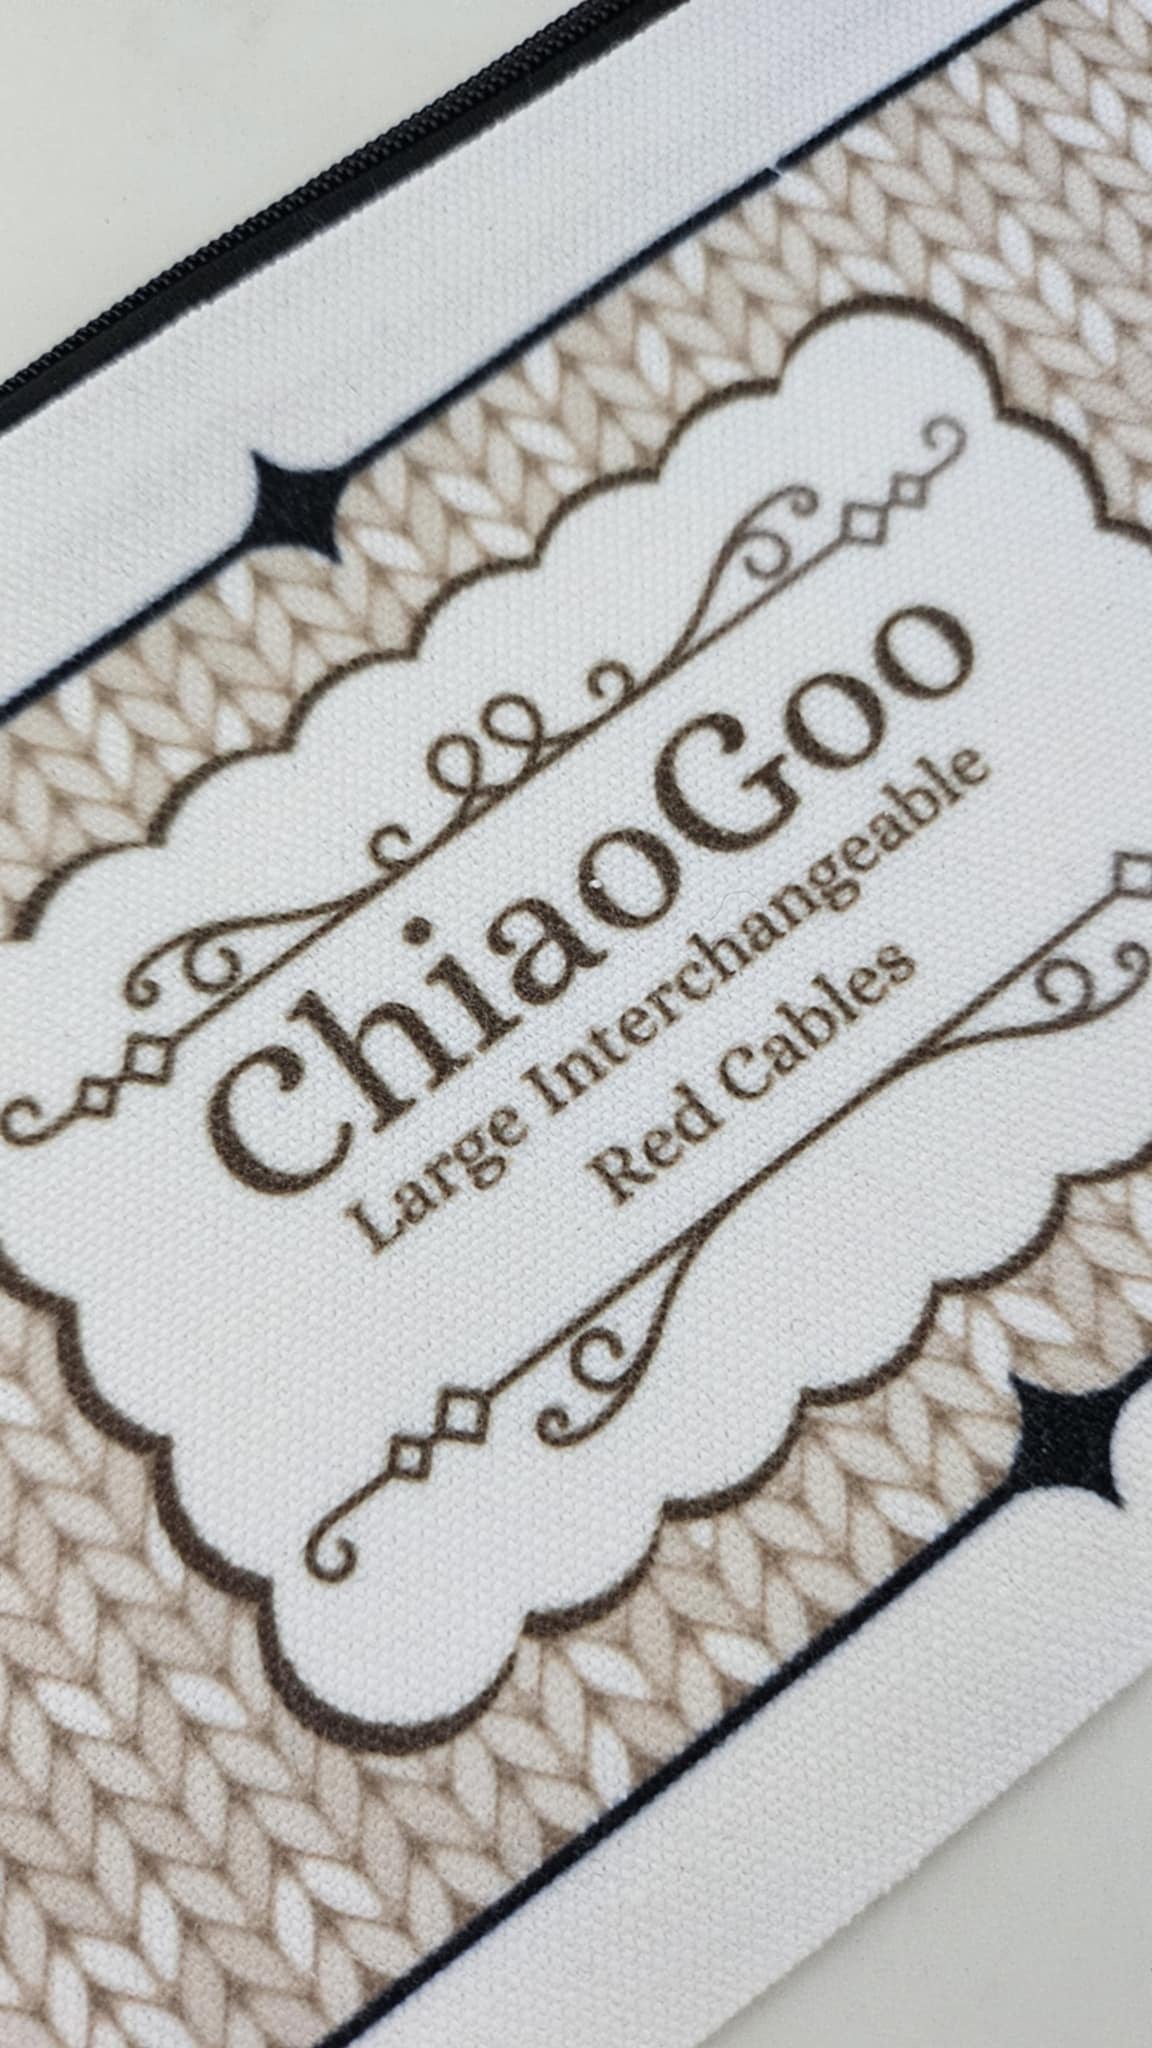 ChiaoGoo
Large Interchangeable
Red Cables